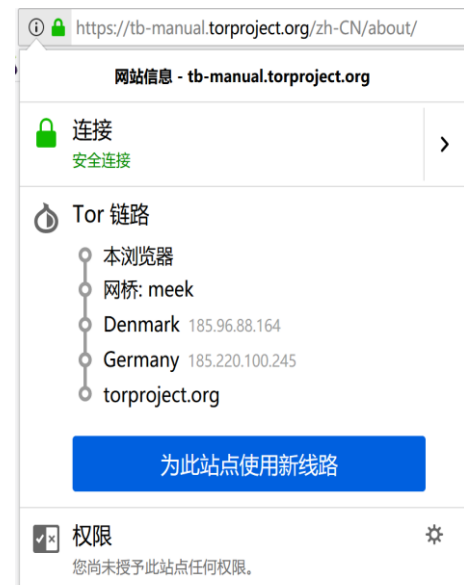 https://tb-manual.torproject.org/zh-CN/about/
网站信息 - tb-manual.torproject.org
连接
安全连接
Tor 链路
本浏览器
网桥: meek
Denmark 185.96.88.164
Germany 185.220.100.245
torproject.org
为此站点使用新线路
权限
您尚未授予此站点任何权限。